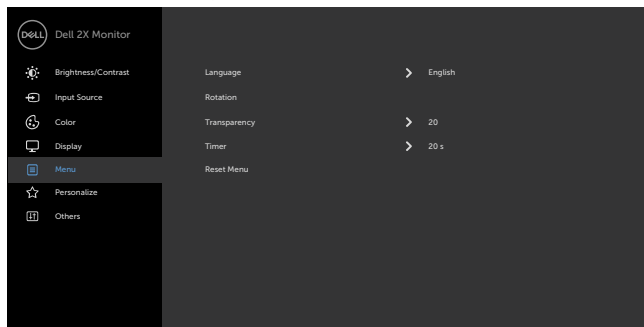 DELL Dell 2X Monitor
Brightness/Contrast Language English
Input Source Rotation
Color Transparency 20
Display Timer 20 s
Menu Reset Menu
Personalize
Others